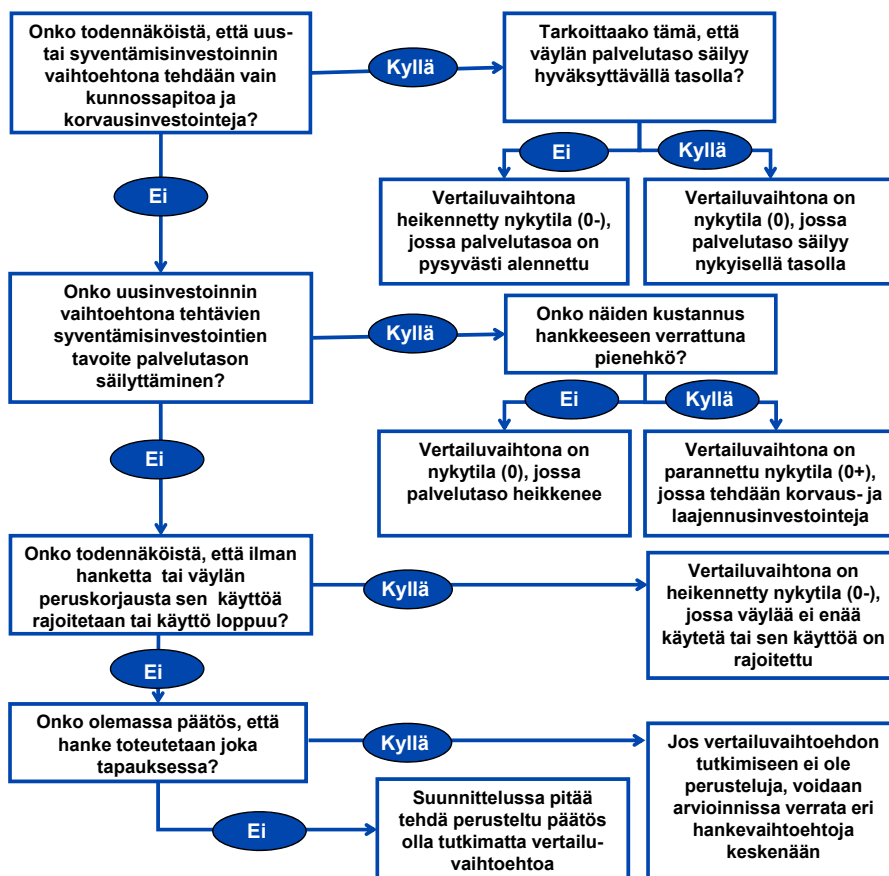 Onko todennäköistä, että uus-
tai syventämisinvestoinnin
vaihtoehtona tehdään vain
kunnossapitoa ja
korvausinvestointeja?
Kyllä
Tarkoittaako tämä, että
väylän palvelutaso säilyy
hyväksyttävällä tasolla?
Ei
Kyllä
Ei
Vertailuvaihtona
heikennetty nykytila (0-),
jossa palvelutasoa on
pysyvästi alennettu
Vertailuvaihtona on
nykytila (0), jossa
palvelutaso säilyy
nykyisellä tasolla
Onko uusinvestoinnin
vaihtoehtona tehtävien
syventämisinvestointien
tavoite palvelutason
säilyttäminen?
Kyllä
Onko näiden kustannus
hankkeeseen verrattuna
pienehkö?
Ei
Kyllä
Ei
Vertailuvaihtona on
nykytila (0), jossa
palvelutaso heikkenee
Vertailuvaihtona on
parannettu nykytila (0+),
jossa tehdään korvaus- ja
laajennusinvestointeja
Onko todennäköistä, että ilman
hanketta tai väylän
peruskorjausta sen käyttöä
rajoitetaan tai käyttö loppuu?
Kyllä
Vertailuvaihtona on
heikennetty nykytila (0-),
jossa väylää ei enää
käytetä tai sen käyttöä on
rajoitettu
Ei
Onko olemassa päätös, että
hanke toteutetaan joka
tapauksessa?
Kyllä
Jos vertailuvaihtoehdon
tutkimiseen ei ole
perusteluja, voidaan
arvioinnissa verrata eri
hankevaihtoehtoja
keskenään
Ei
Suunnittelussa pitää
tehdä perusteltu päätös
olla tutkimatta vertailu-
vaihtoehtoa